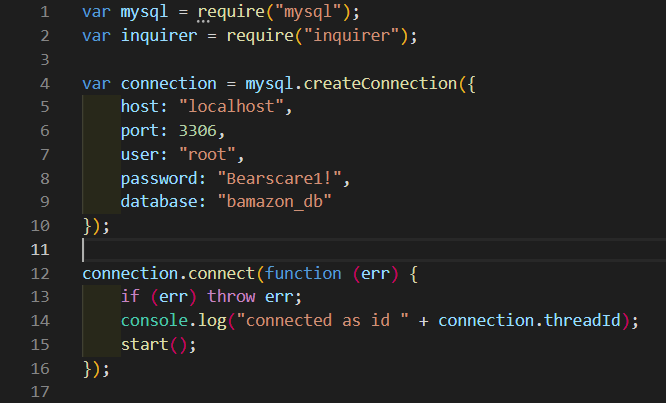 1 var mysql = require("mysql");
2 var inquirer = require("inquirer");
3
4 var connection = mysql.createConnection({
5     host: "localhost",
6     port: 3306,
7     user: "root",
8     password: "Bearscare1!",
9     database: "bamazon_db"
10 });
11
12 connection.connect(function (err) {
13     if (err) throw err;
14     console.log("connected as id " + connection.threadId);
15     start();
16 });
17